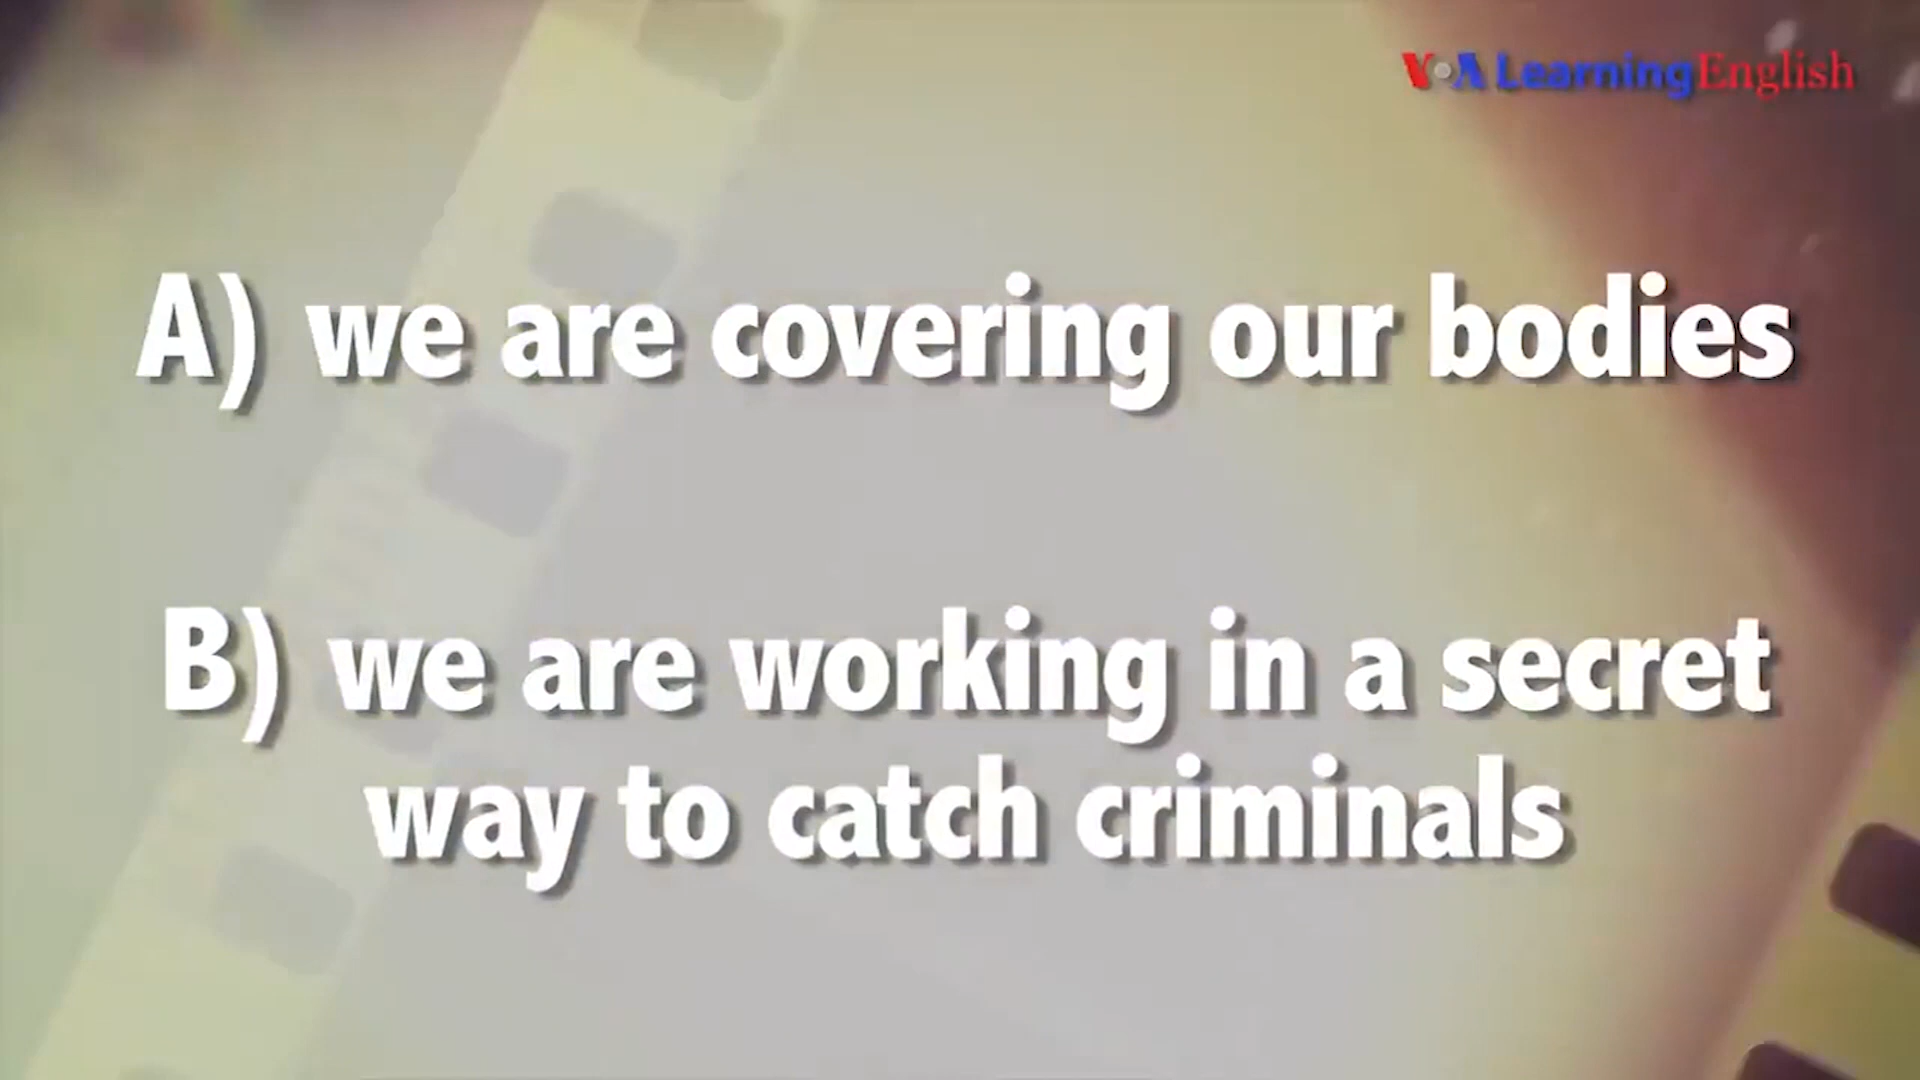 VOA Learning English
A) we are covering our bodies
B) we are working in a secret
way to catch criminals